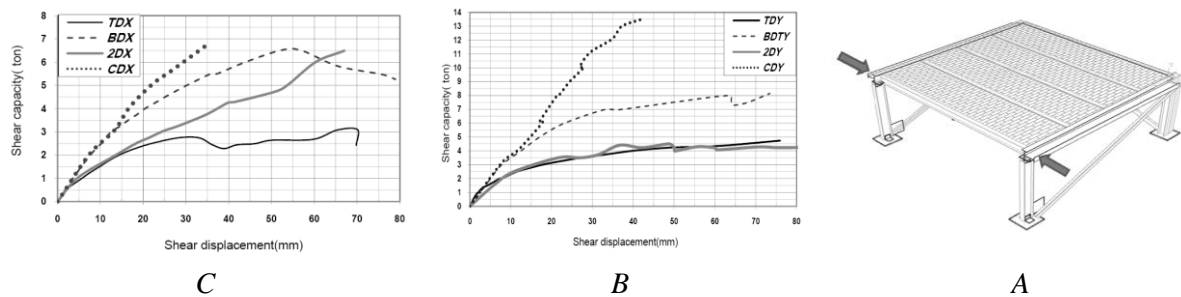 Shear capacity( ton)
8
7
6
5
4
3
2
1
0
TDX
BDX
2DX
CDX
0 10 20 30 40 50 60 70 80
Shear displacement(mm)
C
Shear capacity( ton)
14
13
12
11
10
9
8
7
6
5
4
3
2
1
0
TDY
BDTY
2DY
CDY
0 10 20 30 40 50 60 70 80
Shear displacement(mm)
B
A